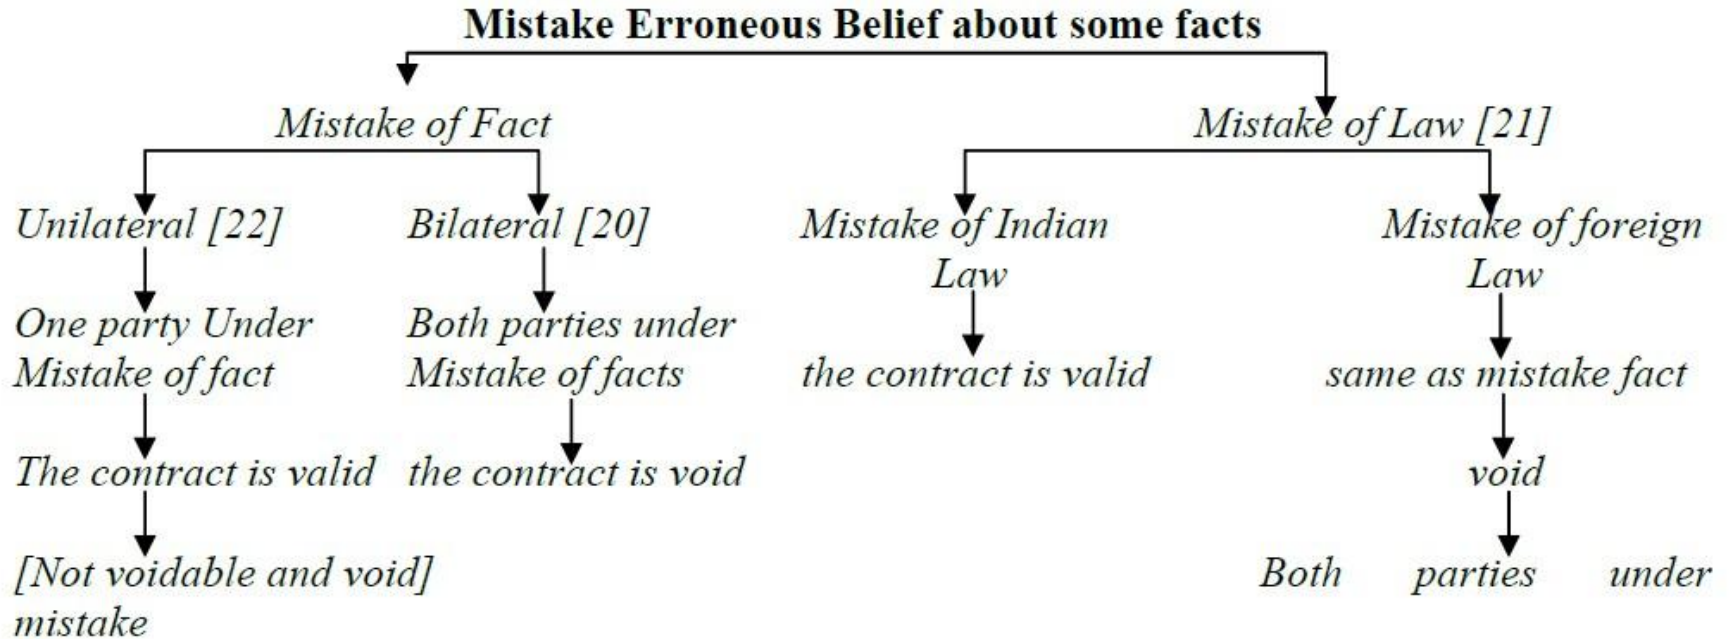 Mistake Erroneous Belief about some facts
Mistake of Fact
Mistake of Law [21]
Unilateral [22]
Bilateral [20]
Mistake of Indian
Law
Mistake of foreign
Law
One party Under
Mistake of fact
Both parties under
Mistake of facts
the contract is valid
same as mistake fact
The contract is valid
the contract is void
void
[Not voidable and void]
mistake
Both parties under